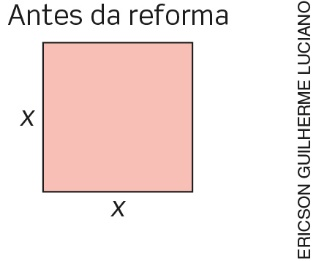 Antes da reforma
x
x
ERICSON GUILHERME LUCIANO